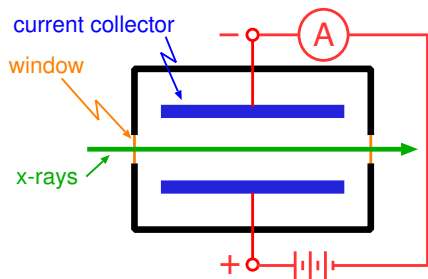 current collector
window
x-rays
−
A
+